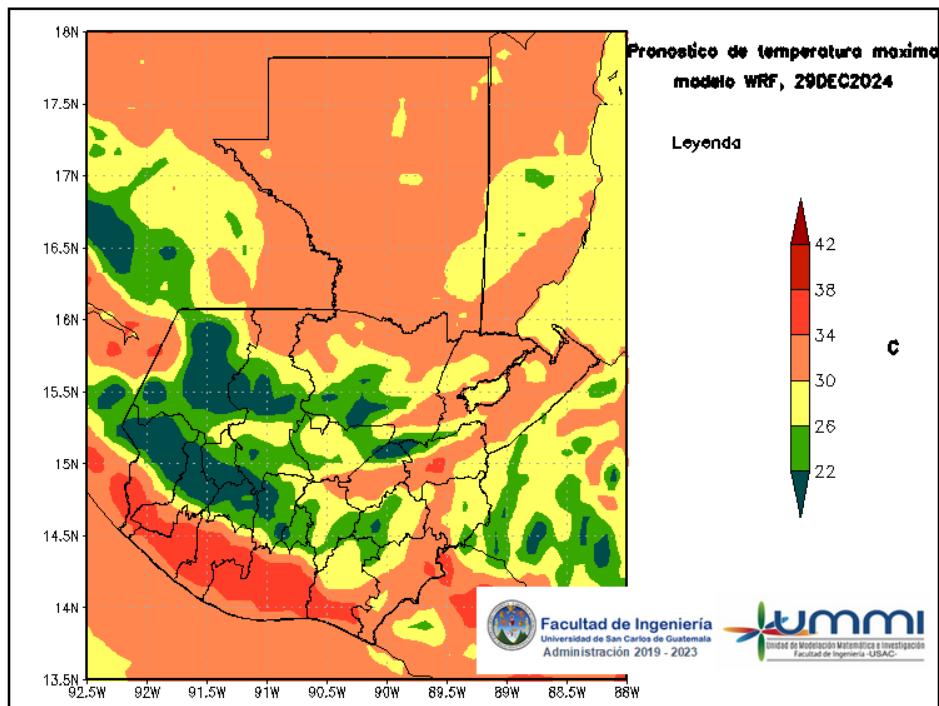 Pronostico de temperatura maxima
modelo WRF, 29DEC2024
Leyenda
42
38
34
30
26
22
C
18N
17.5N
17N
16.5N
16N
15.5N
15N
14.5N
14N
13.5N
92.5W 92W 91.5W 91W 90.5W 90W 89.5W 89W 88.5W 88W
Facultad de Ingeniería
Universidad de San Carlos de Guatemala
Administración 2019 - 2023
ummi
Unidad de Modelación Matemática e Investigación
Facultad de Ingeniería -USAC-